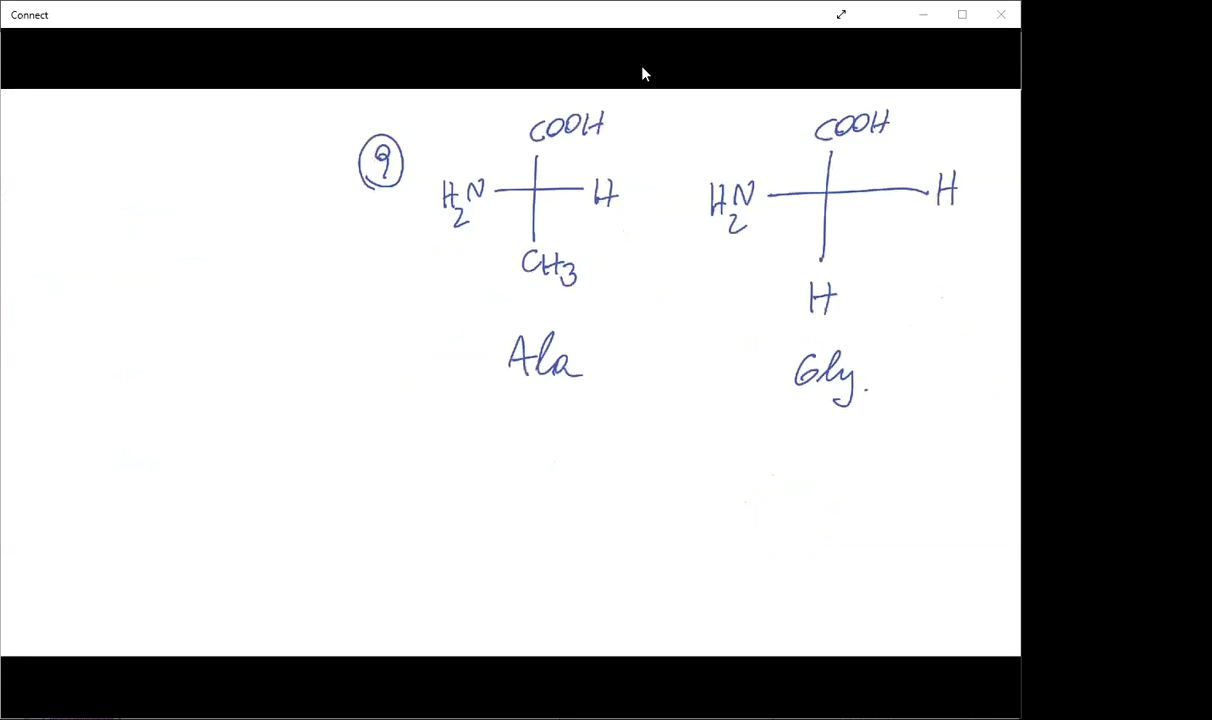 Connect
9
COOH COOH
H2N H H2N H
CH3
H
Ala Gly.